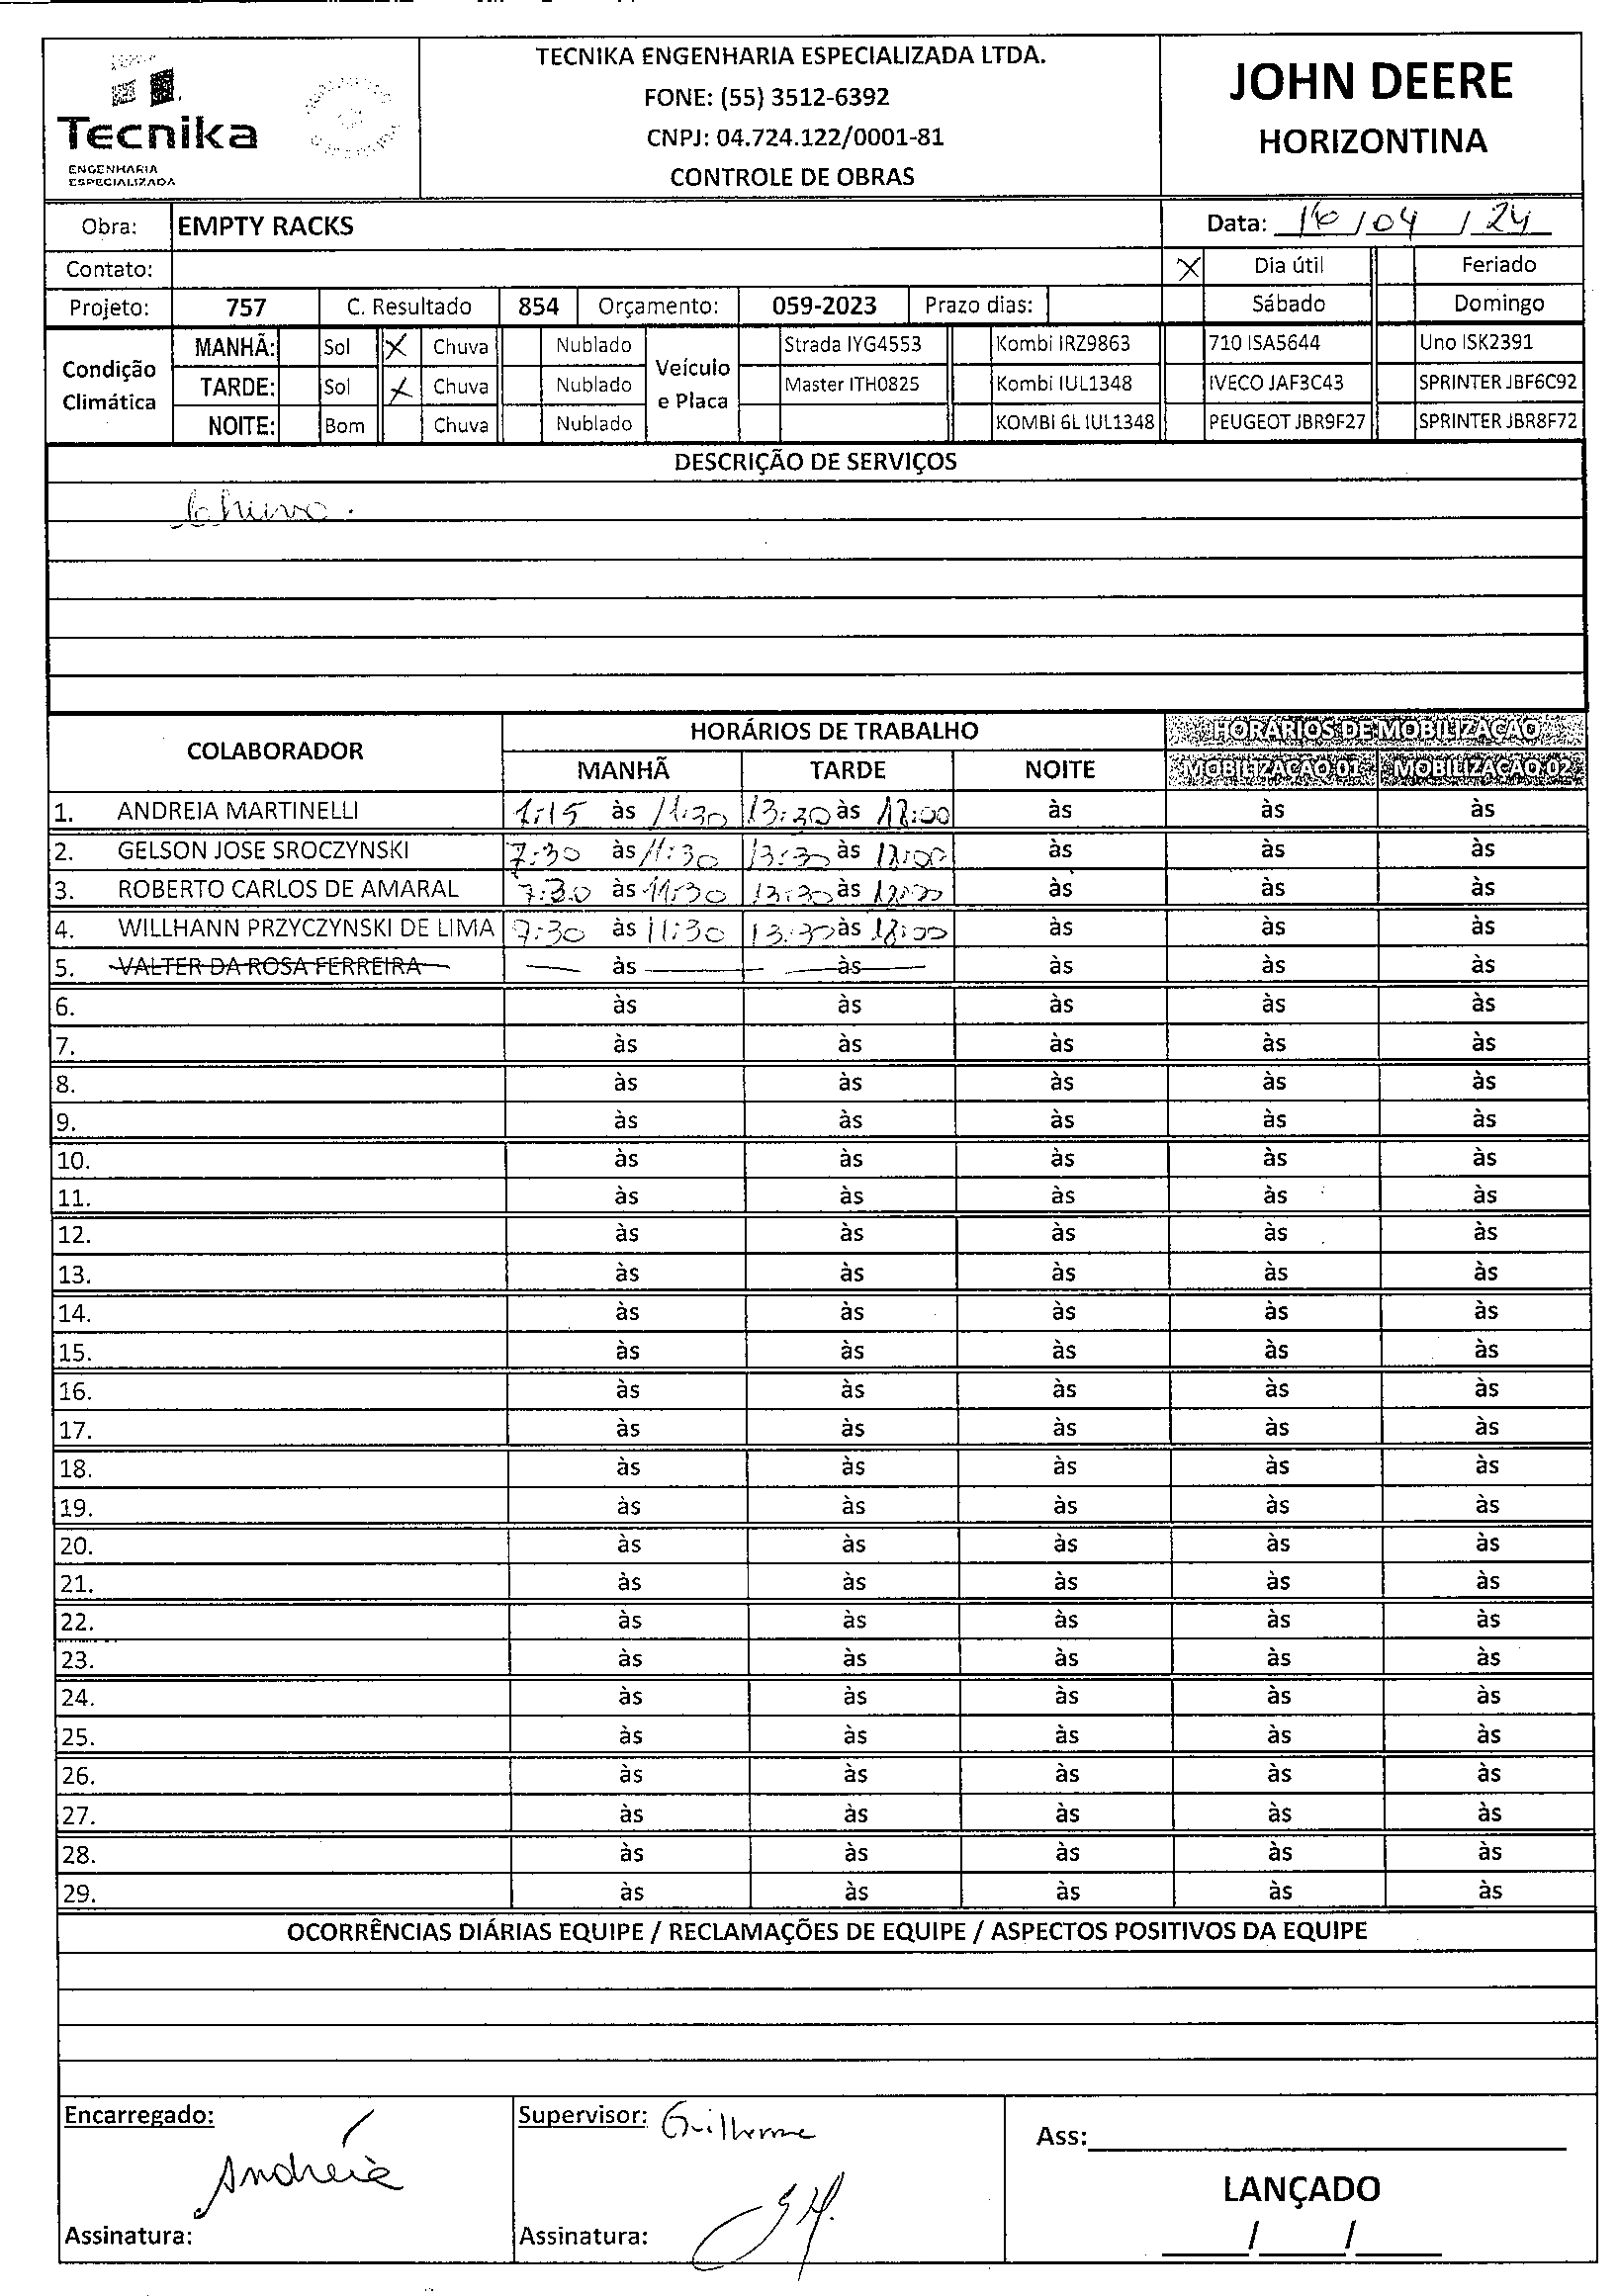 Tecnika
ENGENHARIA
ESPECIALIZADA
TECNIKA ENGENHARIA ESPECIALIZADA LTDA.
FONE: (55) 3512-6392
CNPJ: 04.724.122/0001-81
CONTROLE DE OBRAS
JOHN DEERE
HORIZONTINA
Obra: EMPTY RACKS Data: 16/04/24
Contato: X Dia útil Feriado
Projeto: 757 C. Resultado 854 Orçamento: 059-2023 Prazo dias: Sábado Domingo
Condição Climática
MANHÃ: Sol X Chuva Nublado
TARDE: Sol X Chuva Nublado
NOITE: Bom Chuva Nublado
Veículo e Placa
Strada IYG4553 Kombi IRZ9863 710 ISA5644 Uno ISK2391
Master ITH0825 Kombi IUL1348 IVECO JAF3C43 SPRINTER JBF6C92
KOMBI 6L IUL1348 PEUGEOT JBR9F27 SPRINTER JBR8F72
DESCRIÇÃO DE SERVIÇOS
chuva.
COLABORADOR HORÁRIOS DE TRABALHO HORÁRIOS DE MOBILIZAÇÃO
MANHÃ TARDE NOITE MOBILIZAÇÃO 01 MOBILIZAÇÃO 02
1. ANDREIA MARTINELLI 7:15 às 11:30 13:30 às 18:00 às às às
2. GELSON JOSE SROCZYNSKI 7:30 às 11:30 13:30 às 18:00 às às às
3. ROBERTO CARLOS DE AMARAL 7:30 às 11:30 13:30 às às às às
4. WILLHANN PRZYCZYNSKI DE LIMA 7:30 às 11:30 13:30 às 18:00 às às às
5. VALTER DA ROSA FERREIRA às às às às às
6. às às às às às
7. às às às às às
8. às às às às às
9. às às às às às
10. às às às às às
11. às às às às às
12. às às às às às
13. às às às às às
14. às às às às às
15. às às às às às
16. às às às às às
17. às às às às às
18. às às às às às
19. às às às às às
20. às às às às às
21. às às às às às
22. às às às às às
23. às às às às às
24. às às às às às
25. às às às às às
26. às às às às às
27. às às às às às
28. às às às às às
29. às às às às às
OCORRÊNCIAS DIÁRIAS EQUIPE / RECLAMAÇÕES DE EQUIPE / ASPECTOS POSITIVOS DA EQUIPE
Encarregado:
Andréia
Assinatura:
Supervisor: Guilherme
Assinatura:
Ass:
LANÇADO
/ /